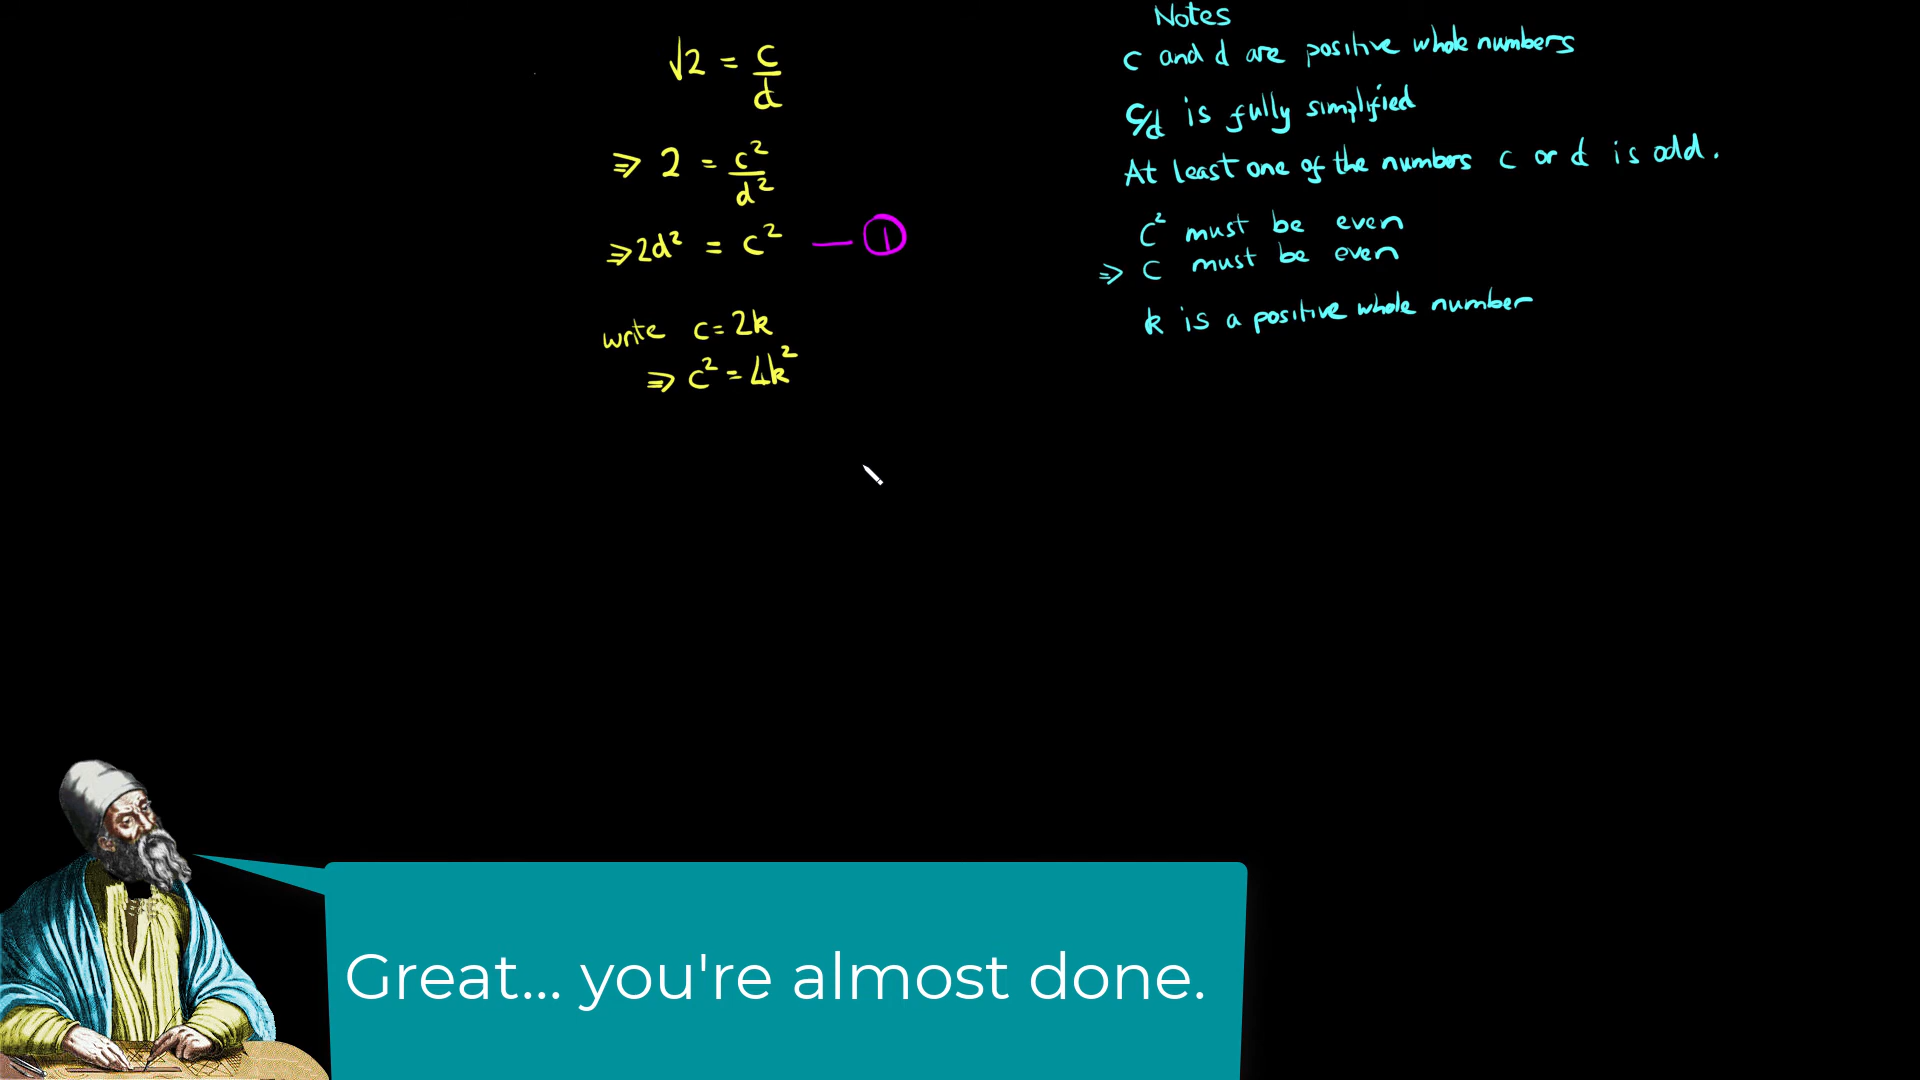 √2 = c/d
⇒ 2 = c²/d²
⇒ 2d² = c² — ①
write c = 2k
⇒ c² = 4k²
Notes
c and d are positive whole numbers
c/d is fully simplified
At least one of the numbers c or d is odd.
c² must be even
⇒ c must be even
k is a positive whole number
Great... you're almost done.